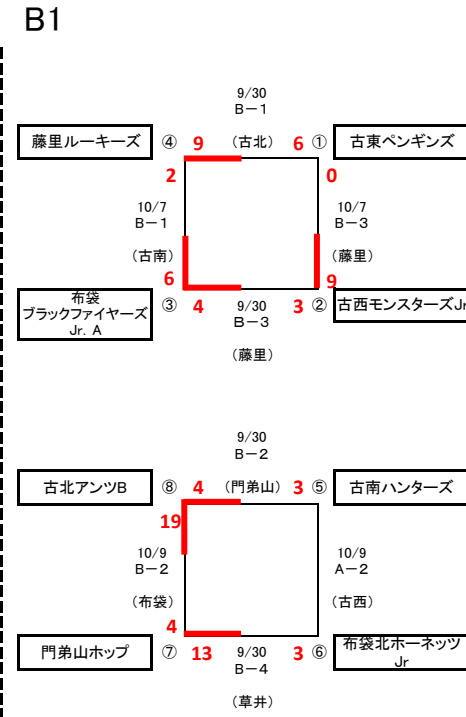 B1
9/30
B-1
藤里ルーキーズ ④ 9 (古北) 6 ① 古東ペンギンズ
2 0
10/7 10/7
B-1 B-3
(古南) (藤里)
6 9
布袋
ブラックファイヤーズ
Jr. A
③ 4 9/30 3 ② 古西モンスターズJr
B-3
(藤里)
9/30
B-2
古北アンツB ⑧ 4 (門弟山) 3 ⑤ 古南ハンターズ
19
10/9 10/9
B-2 A-2
(布袋) (古西)
4
門弟山ホップ ⑦ 13 9/30 3 ⑥ 布袋北ホーネッツ
Jr
B-4
(草井)